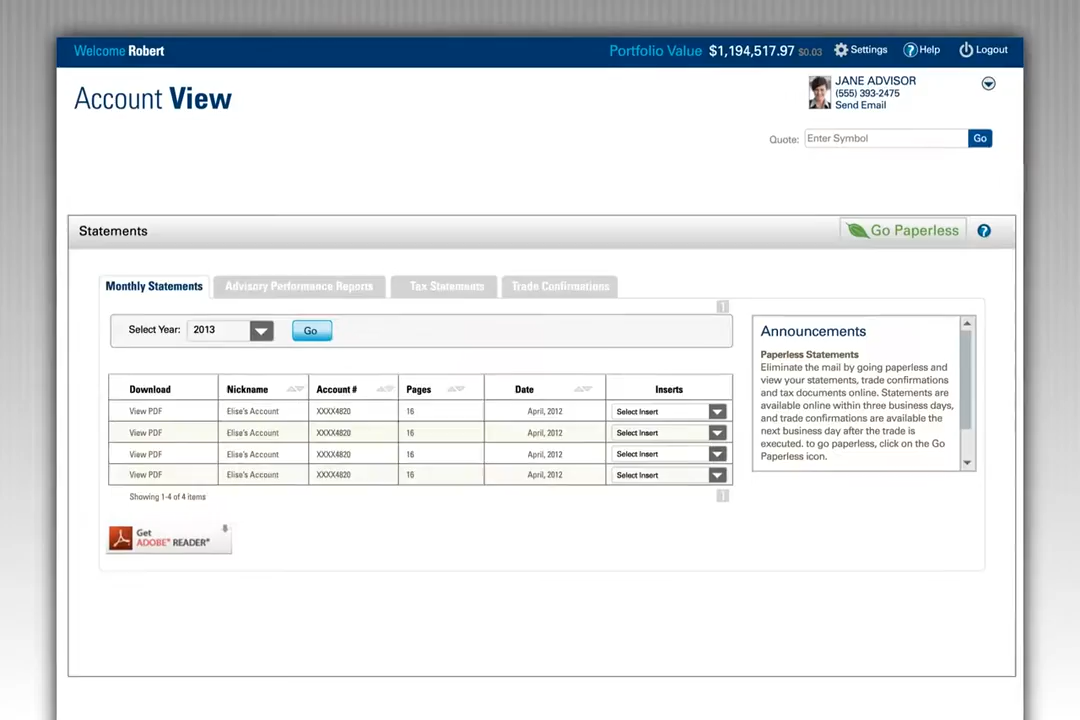 Welcome Robert
Portfolio Value $1,194,517.97 $0.03 Settings Help Logout
Account View
JANE ADVISOR
(555) 393-2475
Send Email
Quote: Enter Symbol Go
Statements
Go Paperless ?
Monthly Statements Advisory Performance Reports Tax Statements Trade Confirmations
1
Select Year: 2013 Go
Download Nickname Account # Pages Date Inserts
View PDF Elise's Account XXXX4820 16 April, 2012 Select Insert
View PDF Elise's Account XXXX4820 16 April, 2012 Select Insert
View PDF Elise's Account XXXX4820 16 April, 2012 Select Insert
View PDF Elise's Account XXXX4820 16 April, 2012 Select Insert
Showing 1-4 of 4 items
1
Get
ADOBE® READER®
Announcements
Paperless Statements
Eliminate the mail by going paperless and
view your statements, trade confirmations
and tax documents online. Statements are
available online within three business days,
and trade confirmations are available the
next business day after the trade is
executed. to go paperless, click on the Go
Paperless icon.